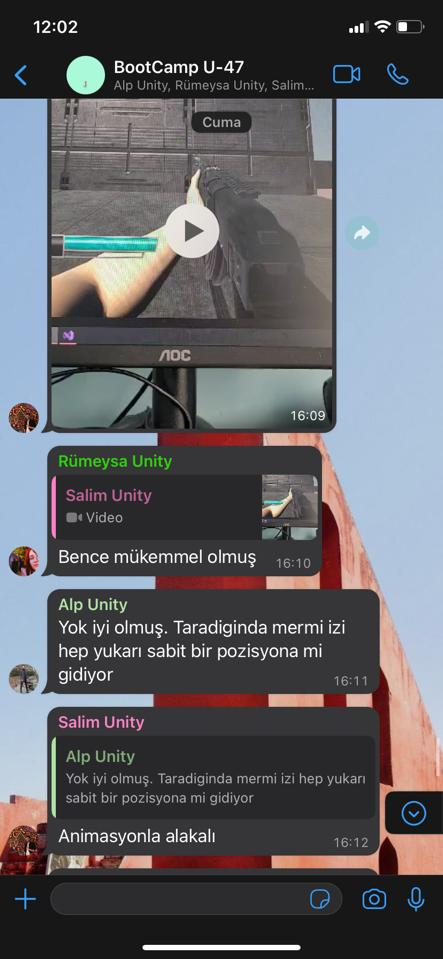 12:02
BootCamp U-47
Alp Unity, Rümeysa Unity, Salim...
Cuma
AOC
16:09
Rümeysa Unity
Salim Unity
Video
Bence mükemmel olmuş
16:10
Alp Unity
Yok iyi olmuş. Taradiginda mermi izi
hep yukarı sabit bir pozisyona mi
gidiyor
16:11
Salim Unity
Alp Unity
Yok iyi olmuş. Taradiginda mermi izi hep yukarı
sabit bir pozisyona mi gidiyor
Animasyonla alakalı
16:12